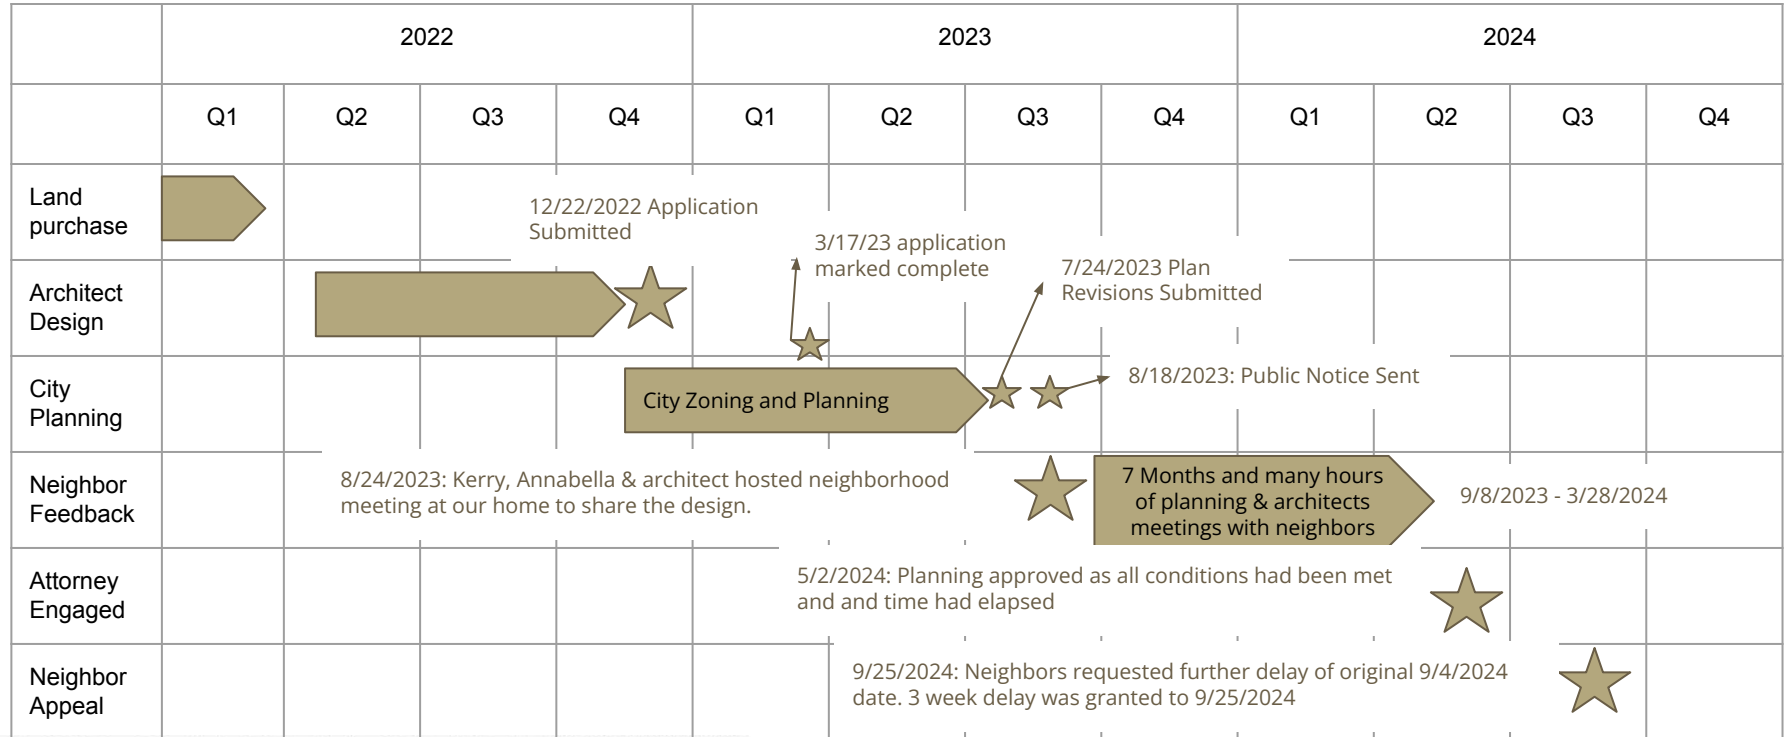 2022 2023 2024
Q1 Q2 Q3 Q4 Q1 Q2 Q3 Q4 Q1 Q2 Q3 Q4
Land
purchase
12/22/2022 Application
Submitted
3/17/23 application
marked complete
Architect
Design
7/24/2023 Plan
Revisions Submitted
City
Planning
City Zoning and Planning
8/18/2023: Public Notice Sent
Neighbor
Feedback
8/24/2023: Kerry, Annabella & architect hosted neighborhood
meeting at our home to share the design.
7 Months and many hours
of planning & architects
meetings with neighbors
9/8/2023 - 3/28/2024
Attorney
Engaged
5/2/2024: Planning approved as all conditions had been met
and and time had elapsed
Neighbor
Appeal
9/25/2024: Neighbors requested further delay of original 9/4/2024
date. 3 week delay was granted to 9/25/2024